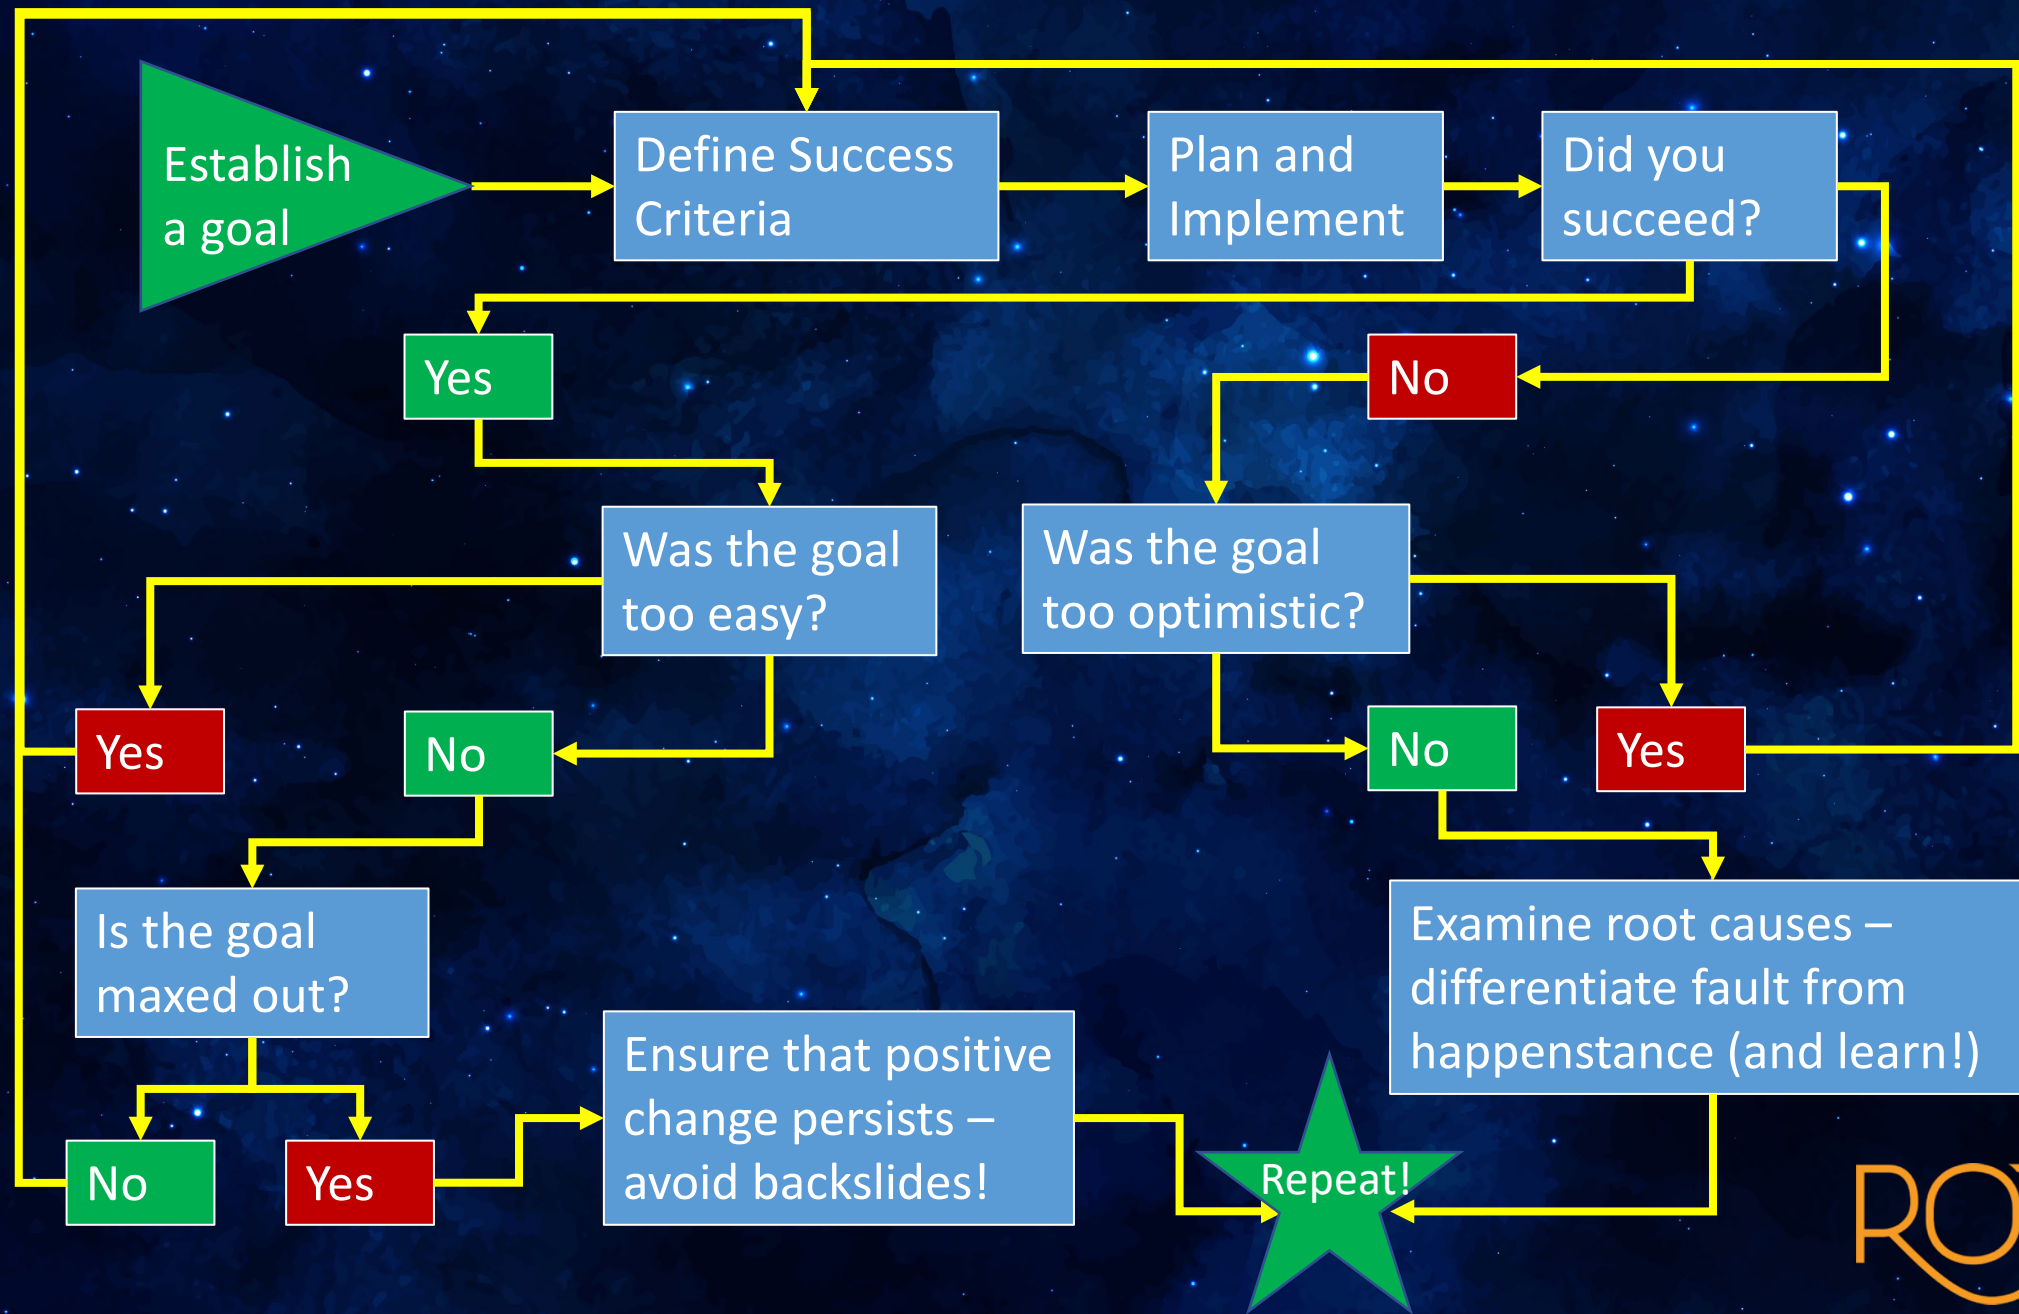 Establish
a goal
Define Success
Criteria
Plan and
Implement
Did you
succeed?
Yes
No
Was the goal
too easy?
Was the goal
too optimistic?
Yes
No
No
Yes
Is the goal
maxed out?
Examine root causes –
differentiate fault from
happenstance (and learn!)
Ensure that positive
change persists –
avoid backslides!
No
Yes
Repeat!